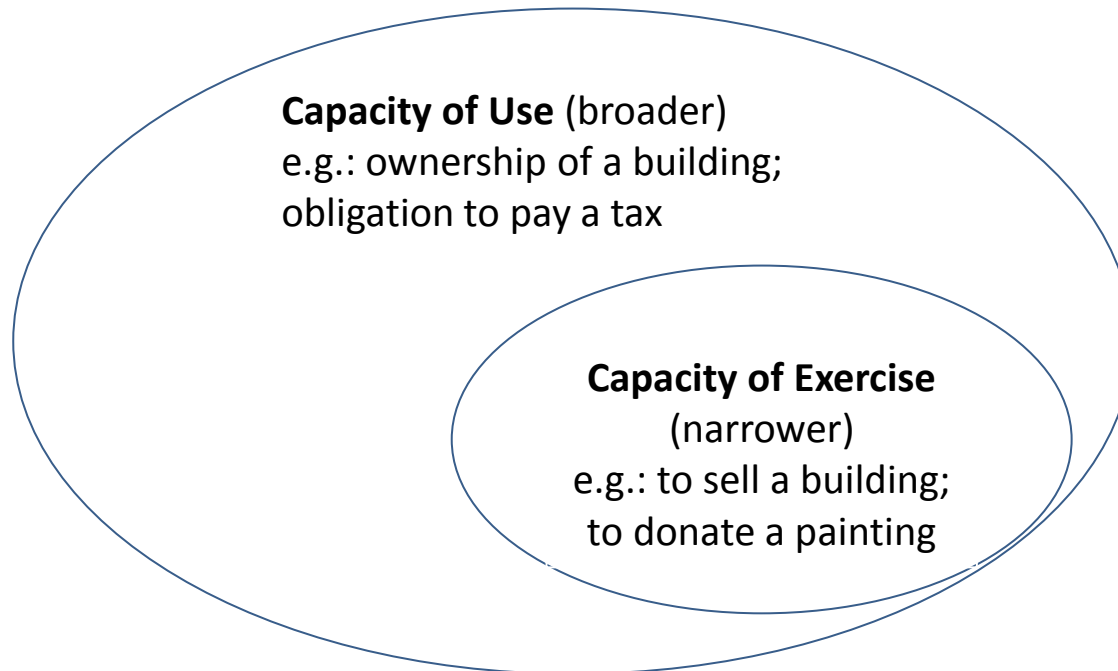 Capacity of Use (broader)
e.g.: ownership of a building;
obligation to pay a tax
Capacity of Exercise
(narrower)
e.g.: to sell a building;
to donate a painting